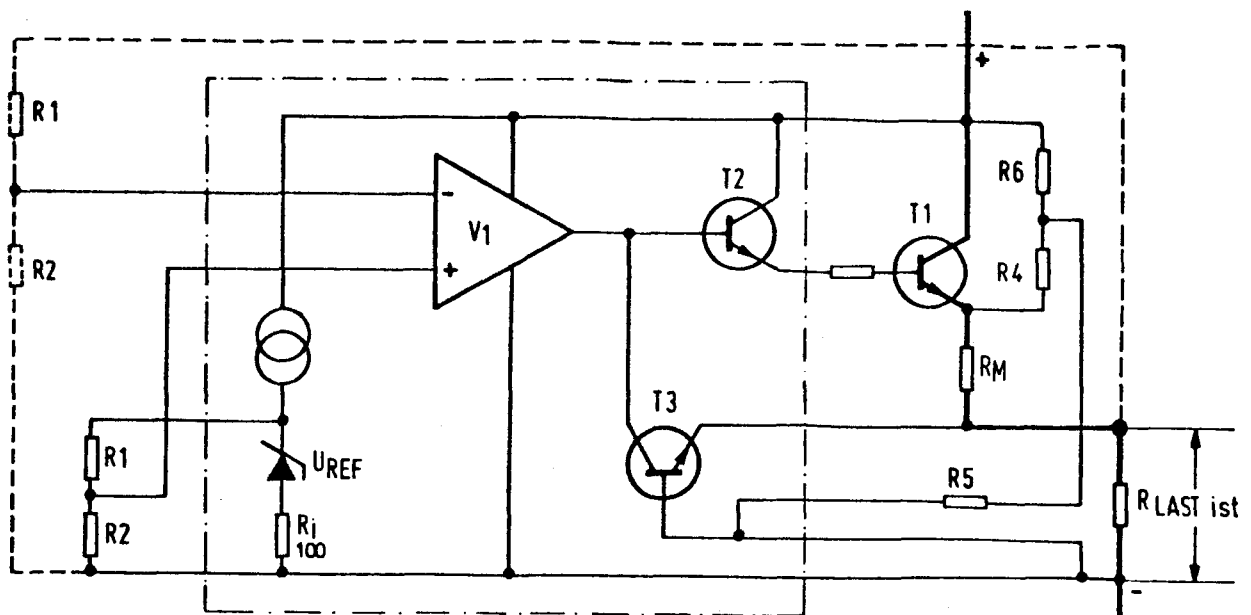 +
R1
R6
T2
T1
-
V1
R2
+
R4
RM
T3
R1
UREF
R5
R LAST ist
R2
Ri
100
-